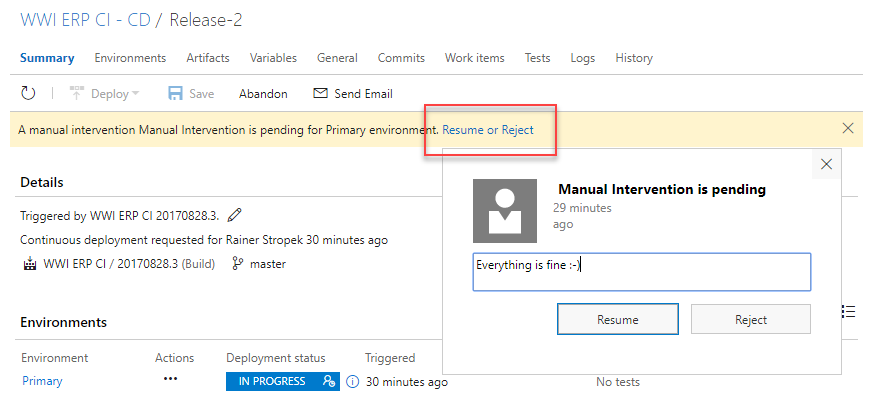 WWI ERP CI - CD / Release-2
Summary Environments Artifacts Variables General Commits Work items Tests Logs History
Deploy Save Abandon Send Email
A manual intervention Manual Intervention is pending for Primary environment. Resume or Reject
Manual Intervention is pending
29 minutes
ago
Everything is fine :-)
Resume Reject
Details
Triggered by WWI ERP CI 20170828.3.
Continuous deployment requested for Rainer Stropek 30 minutes ago
WWI ERP CI / 20170828.3 (Build) master
Environments
Environment Actions Deployment status Triggered
Primary ... IN PROGRESS 30 minutes ago No tests